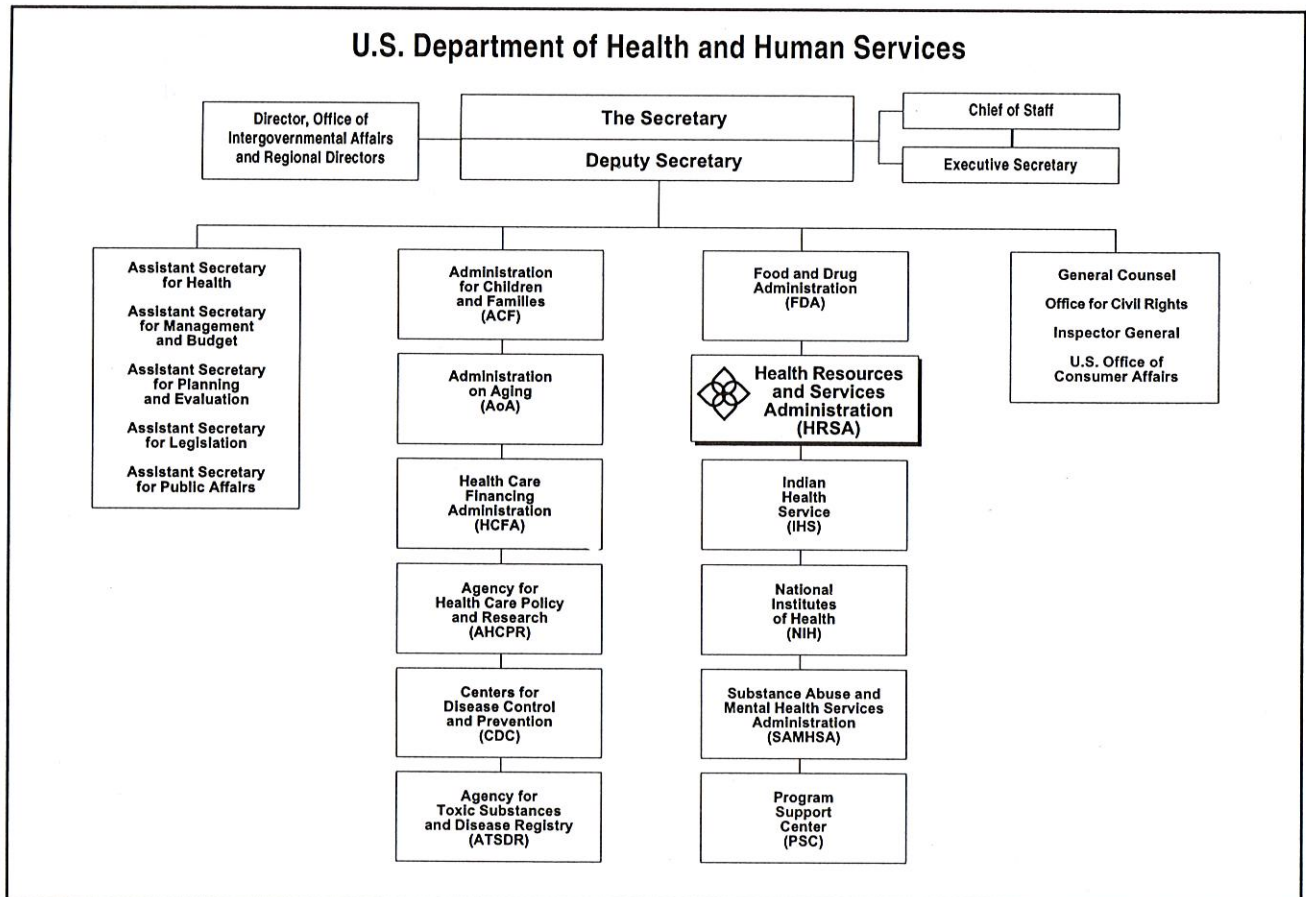 U.S. Department of Health and Human Services
Director, Office of
Intergovernmental Affairs
and Regional Directors
The Secretary
Deputy Secretary
Chief of Staff
Executive Secretary
Assistant Secretary
for Health
Assistant Secretary
for Management
and Budget
Assistant Secretary
for Planning
and Evaluation
Assistant Secretary
for Legislation
Assistant Secretary
for Public Affairs
Administration
for Children
and Families
(ACF)
Administration
on Aging
(AoA)
Health Care
Financing
Administration
(HCFA)
Agency for
Health Care Policy
and Research
(AHCPR)
Centers for
Disease Control
and Prevention
(CDC)
Agency for
Toxic Substances
and Disease Registry
(ATSDR)
Food and Drug
Administration
(FDA)
Health Resources
and Services
Administration
(HRSA)
Indian
Health
Service
(IHS)
National
Institutes
of Health
(NIH)
Substance Abuse and
Mental Health Services
Administration
(SAMHSA)
Program
Support
Center
(PSC)
General Counsel
Office for Civil Rights
Inspector General
U.S. Office of
Consumer Affairs